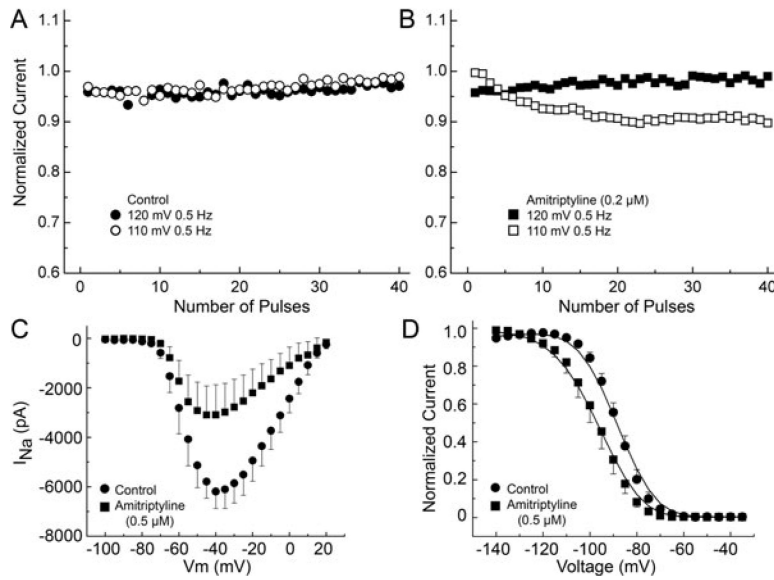 A
Normalized Current
1.1
1.0
0.9
0.8
0.7
0.6
Control
120 mV 0.5 Hz
110 mV 0.5 Hz
0 10 20 30 40
Number of Pulses
B
Normalized Current
1.1
1.0
0.9
0.8
0.7
0.6
Amitriptyline (0.2 µM)
120 mV 0.5 Hz
110 mV 0.5 Hz
0 10 20 30 40
Number of Pulses
C
INa (pA)
0
-2000
-4000
-6000
-8000
Control
Amitriptyline
(0.5 µM)
-100 -80 -60 -40 -20 0 20
Vm (mV)
D
Normalized Current
1.0
0.8
0.6
0.4
0.2
0.0
Control
Amitriptyline
(0.5 µM)
-140 -120 -100 -80 -60 -40
Voltage (mV)